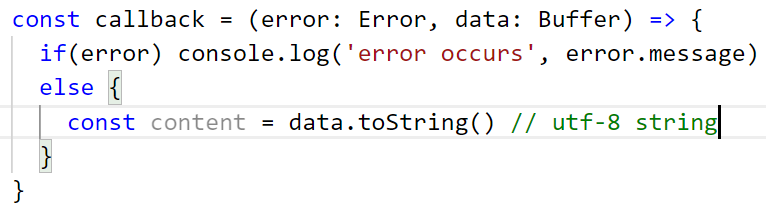 const callback = (error: Error, data: Buffer) => {
  if(error) console.log('error occurs', error.message)
  else {
    const content = data.toString() // utf-8 string
  }
}